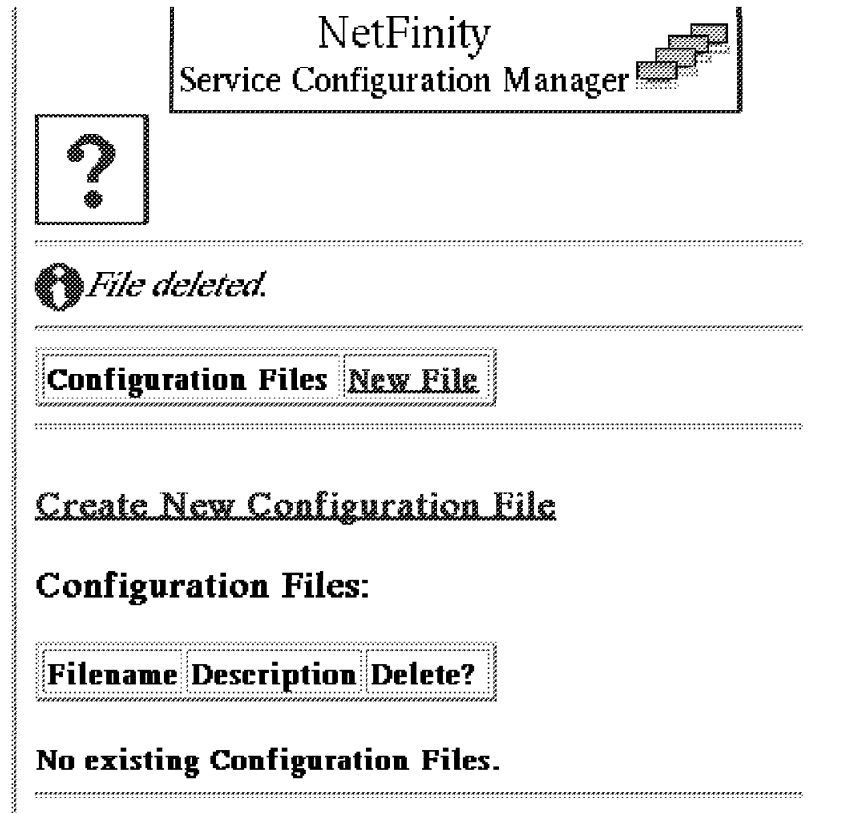 NetFinity
Service Configuration Manager
?
File deleted.
Configuration Files New File
Create New Configuration File
Configuration Files:
Filename Description Delete?
No existing Configuration Files.